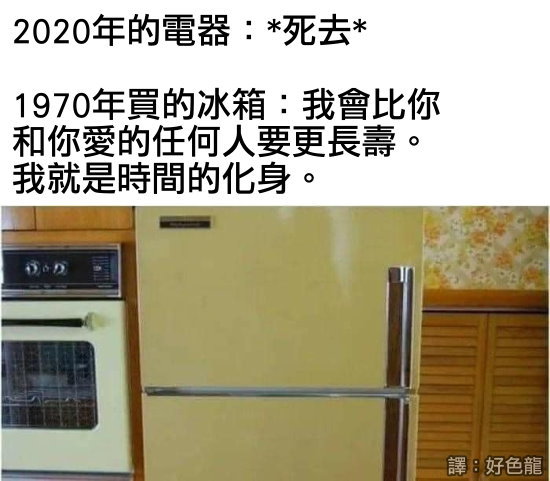 2020年的電器：*死去*
1970年買的冰箱：我會比你
和你愛的任何人要更長壽。
我就是時間的化身。
譯：好色龍